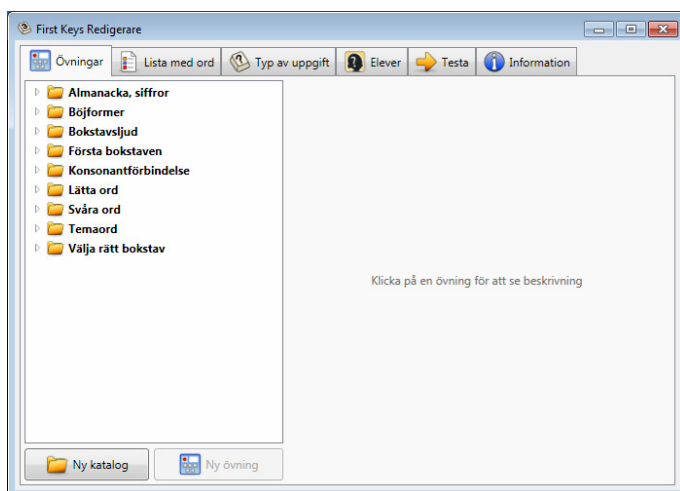 First Keys Redigerare
Övningar Lista med ord Typ av uppgift Elever Testa Information
Almanacka, siffror
Böjformer
Bokstavsljud
Första bokstaven
Konsonantförbindelse
Lätta ord
Svåra ord
Temaord
Välja rätt bokstav
Klicka på en övning för att se beskrivning
Ny katalog Ny övning